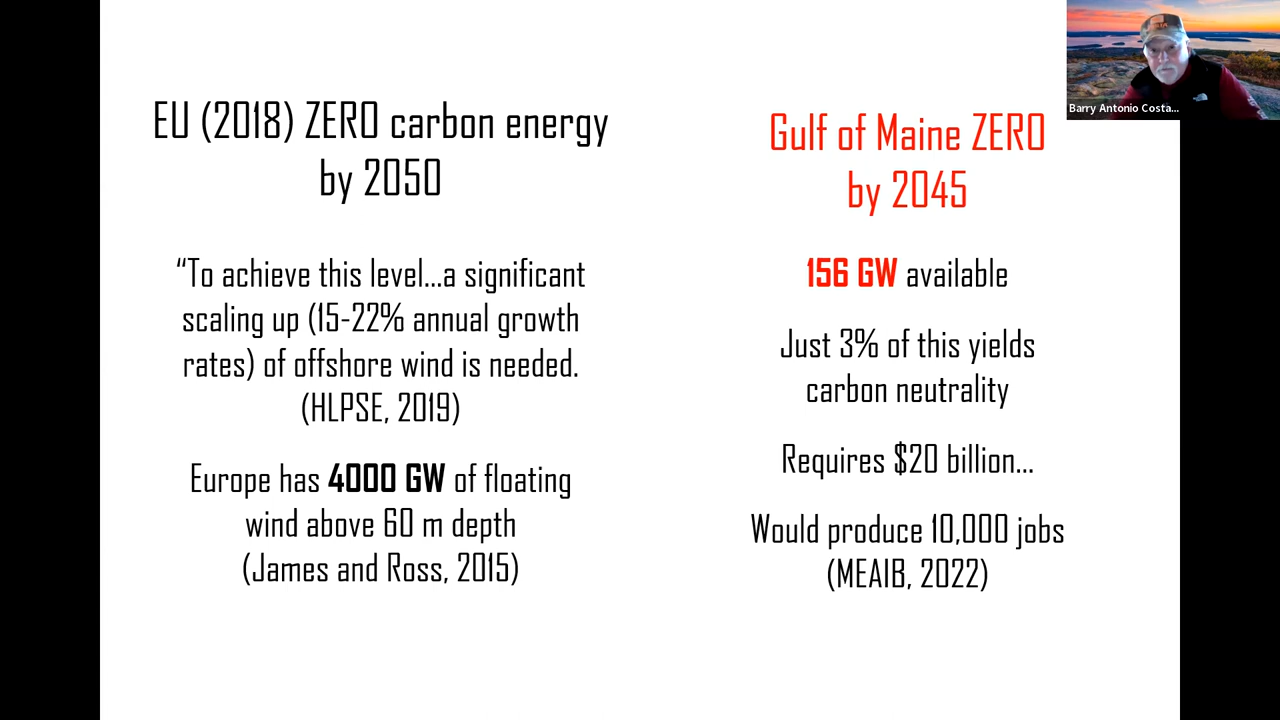 EU (2018) ZERO carbon energy
by 2050
“To achieve this level...a significant
scaling up (15-22% annual growth
rates) of offshore wind is needed.
(HLPSE, 2019)
Europe has 4000 GW of floating
wind above 60 m depth
(James and Ross, 2015)
Gulf of Maine ZERO
by 2045
156 GW available
Just 3% of this yields
carbon neutrality
Requires $20 billion...
Would produce 10,000 jobs
(MEAIB, 2022)
Barry Antonio Costa...